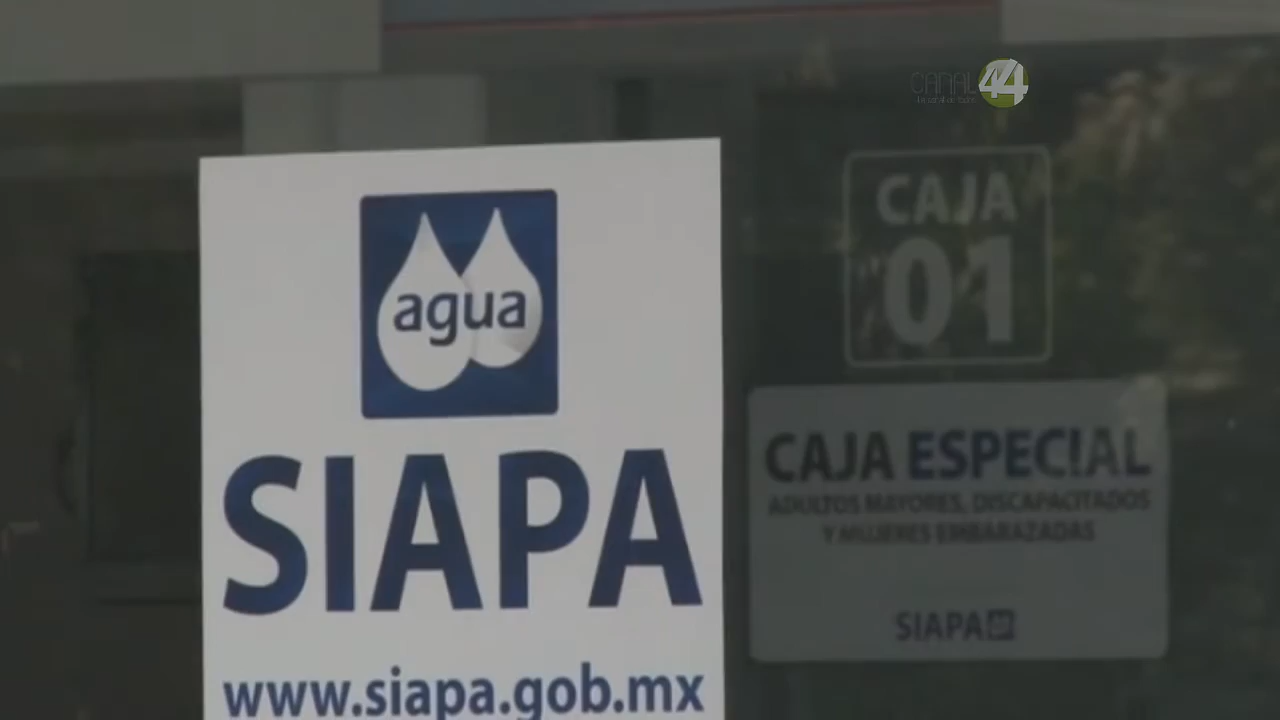 CANAL 44
agua
SIAPA
www.siapa.gob.mx
CAJA
01
CAJA ESPECIAL
ADULTOS MAYORES, DISCAPACITADOS
Y MUJERES EMBARAZADAS
SIAPA